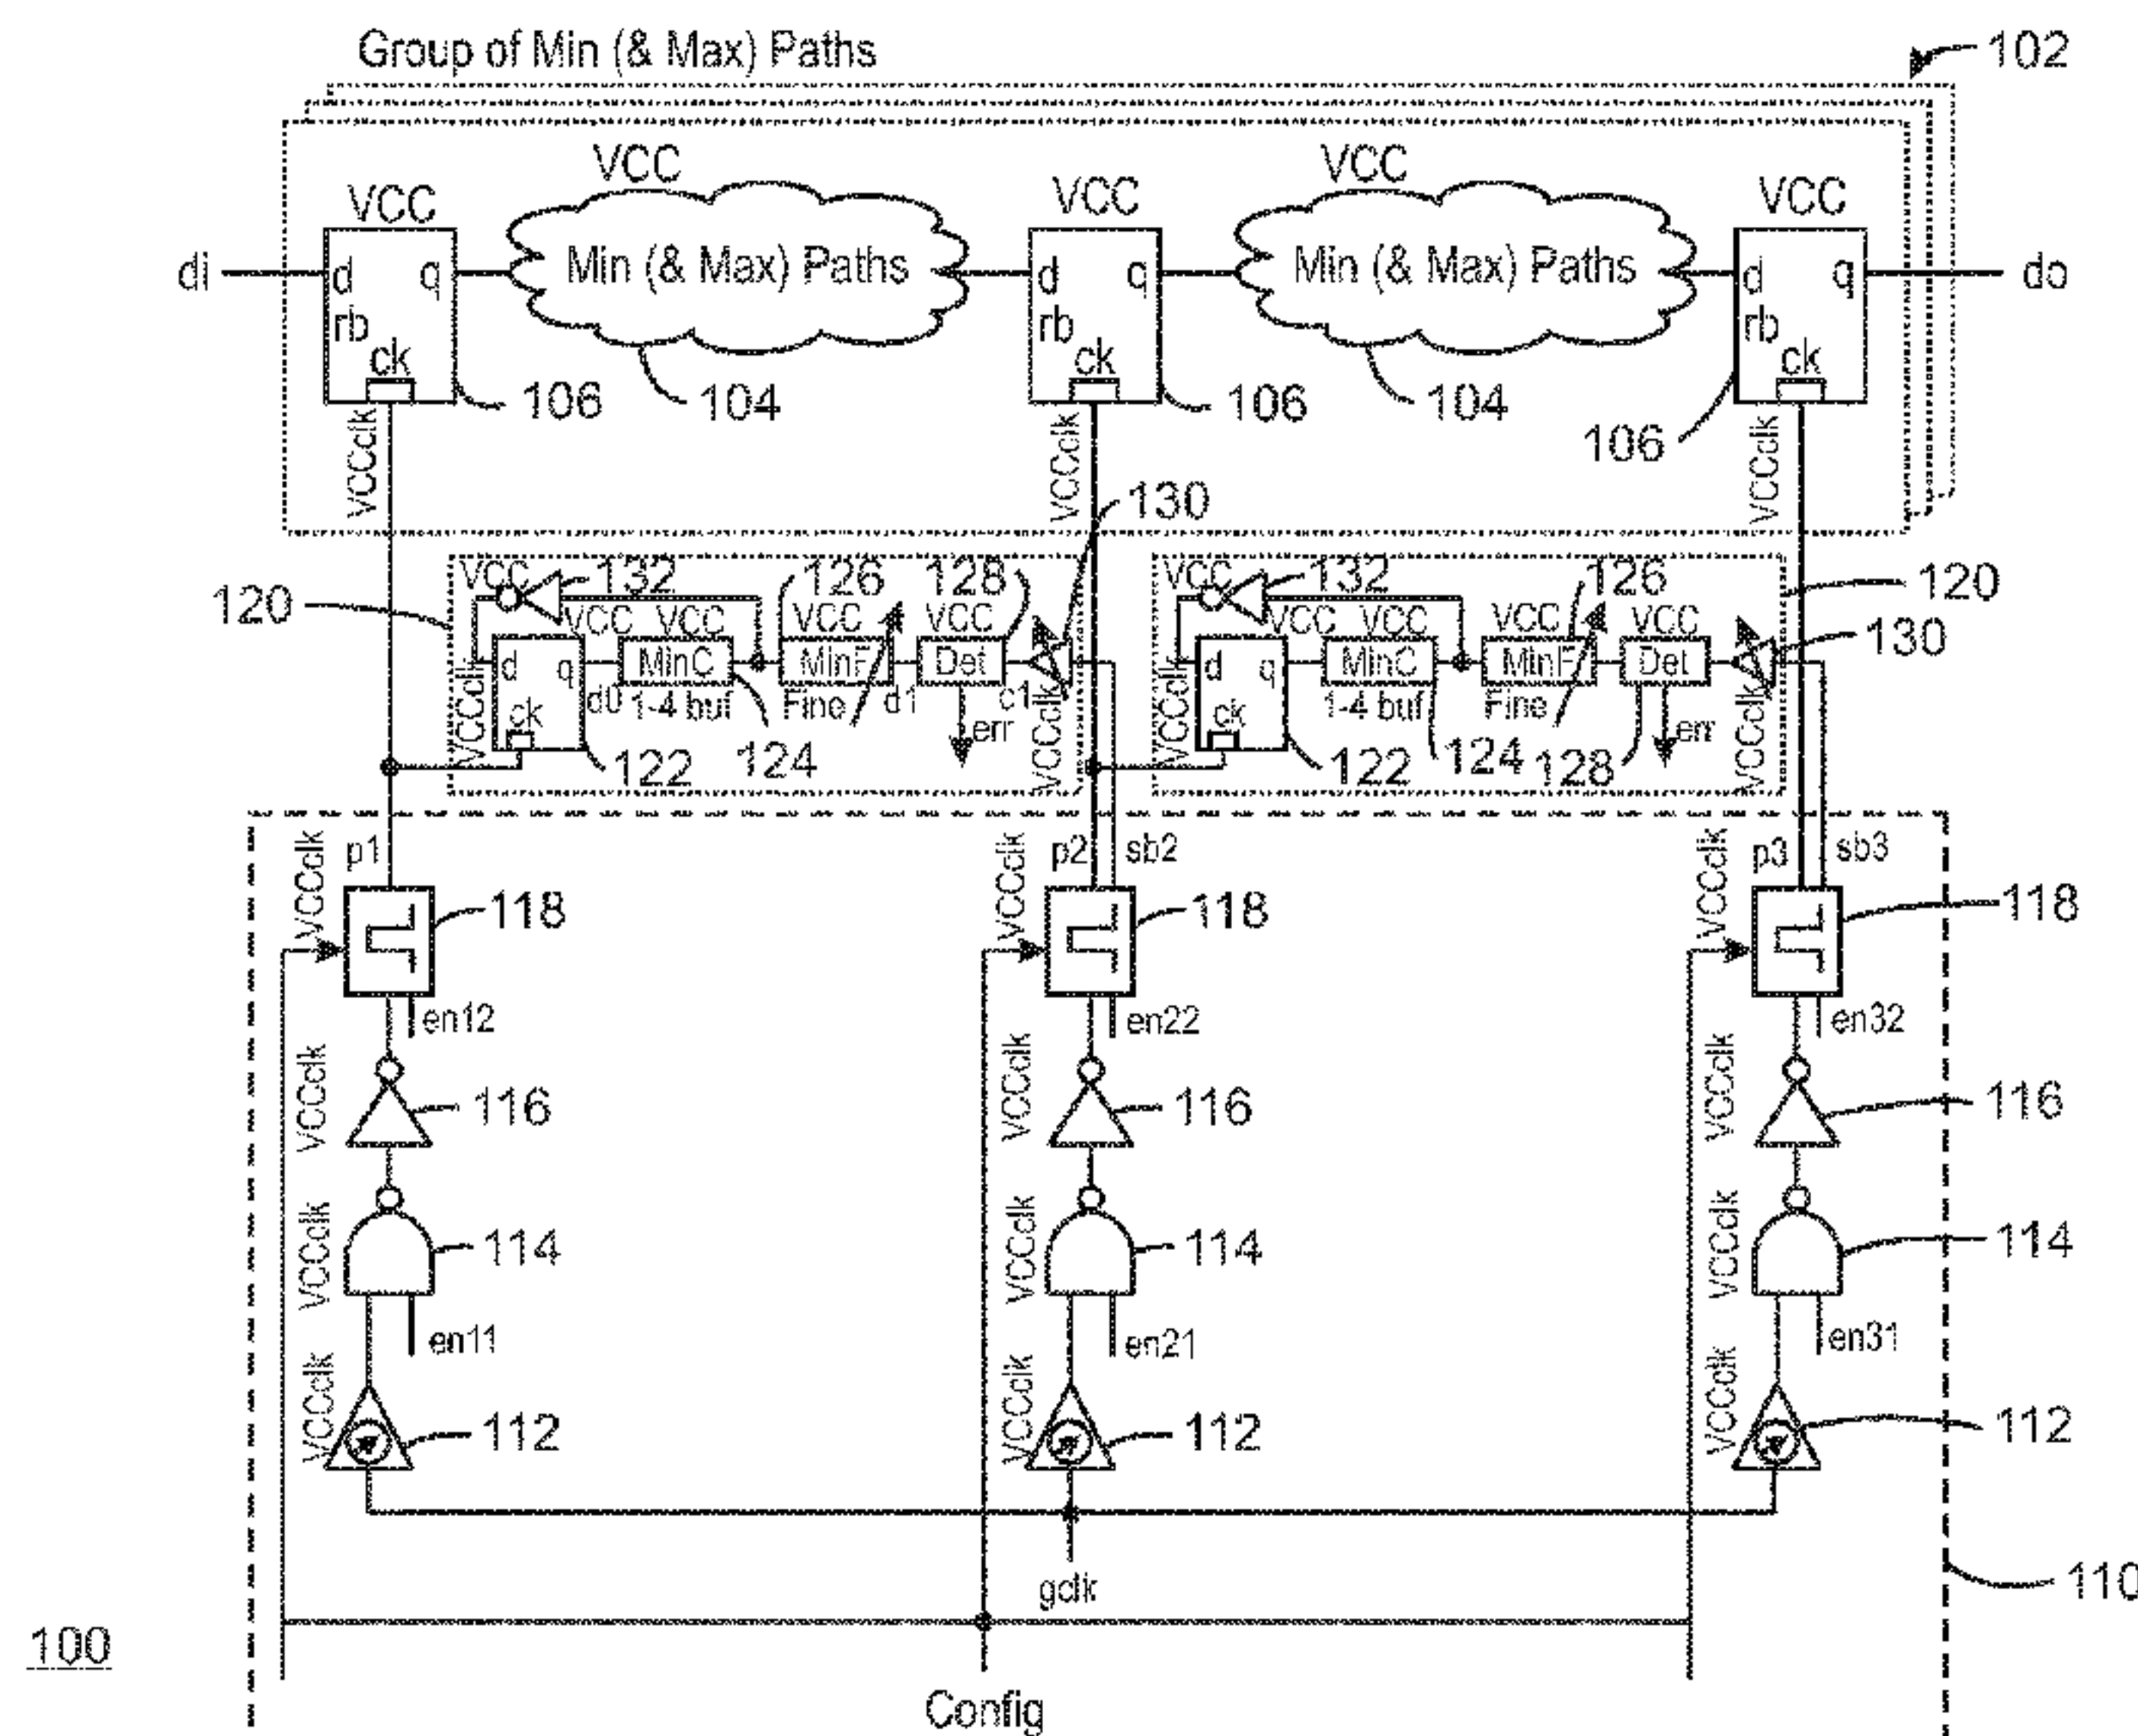 Group of Min (& Max) Paths
102
VCC VCC VCC VCC VCC
di d q Min (& Max) Paths d q Min (& Max) Paths d q do
rb rb rb
ck ck ck
106 104 106 104 106
VCCclk VCCclk VCCclk
130
120 VCC 132 126 128 VCC 132 126 120
VCC VCC VCC VCC VCC VCC VCC VCC
130
d q MinC MinF Det d q MinC MinF Det
d0 1-4 buf Fine d1 c1 1-4 buf Fine
VCCclk ck err VCCclk VCCclk ck err VCCclk
122 124 122 124 128
VCCclk p1 VCCclk p2 sb2 VCCclk p3 sb3
118 118 118
en12 en22 en32
VCCclk 116 VCCclk 116 VCCclk 116
VCCclk 114 VCCclk 114 VCCclk 114
en11 en21 en31
VCCclk 112 VCCclk 112 VCCclk 112
gclk
110
100
Config